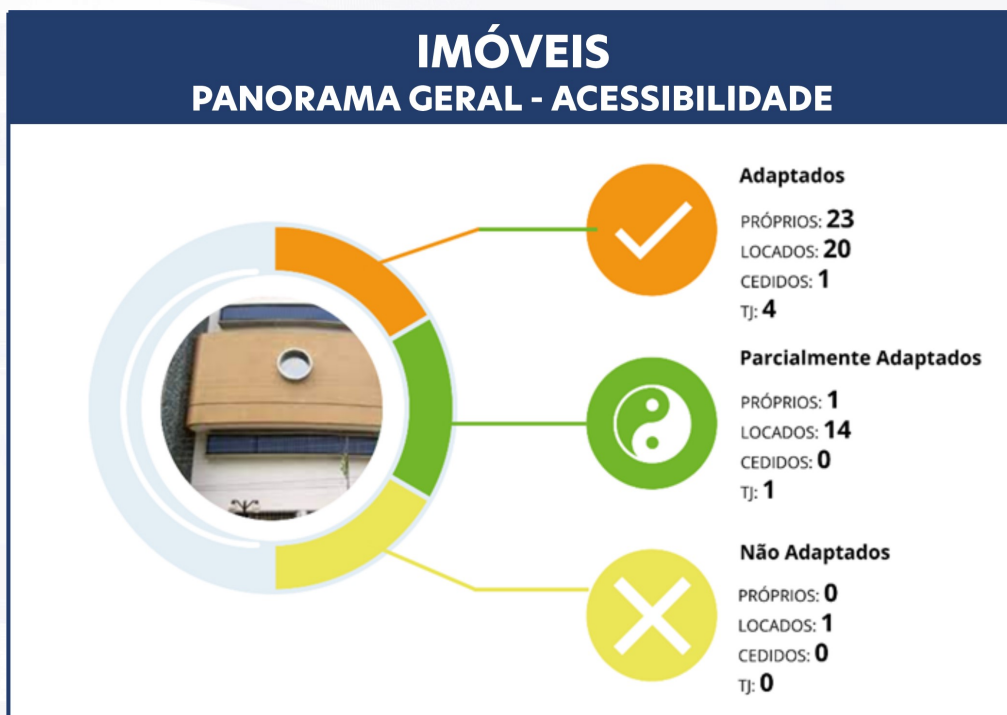 IMÓVEIS
PANORAMA GERAL - ACESSIBILIDADE
Adaptados
PRÓPRIOS: 23
LOCADOS: 20
CEDIDOS: 1
TJ: 4
Parcialmente Adaptados
PRÓPRIOS: 1
LOCADOS: 14
CEDIDOS: 0
TJ: 1
Não Adaptados
PRÓPRIOS: 0
LOCADOS: 1
CEDIDOS: 0
TJ: 0